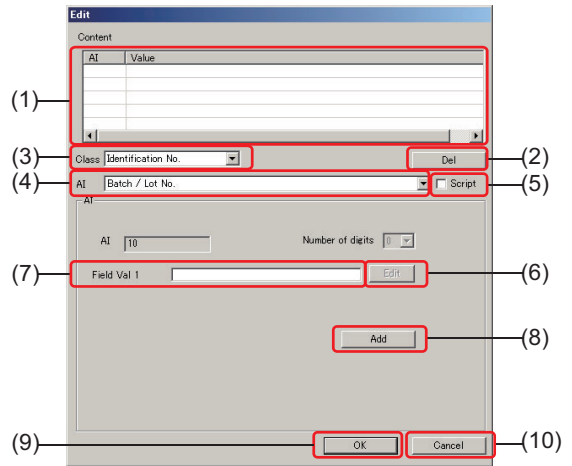 Edit
Content
AI Value
(1)
(3) Class Identification No. Del (2)
(4) AI Batch / Lot No. Script (5)
AI
AI 10 Number of digits 0
(7) Field Val 1 Edit (6)
Add (8)
(9) OK Cancel (10)